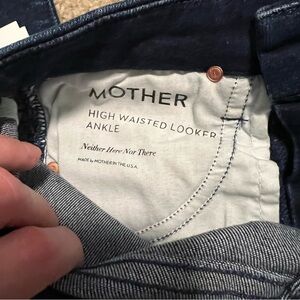 MOTHER
HIGH WAISTED LOOKER
ANKLE
Neither Here Nor There
MADE by MOTHER IN THE U.S.A.